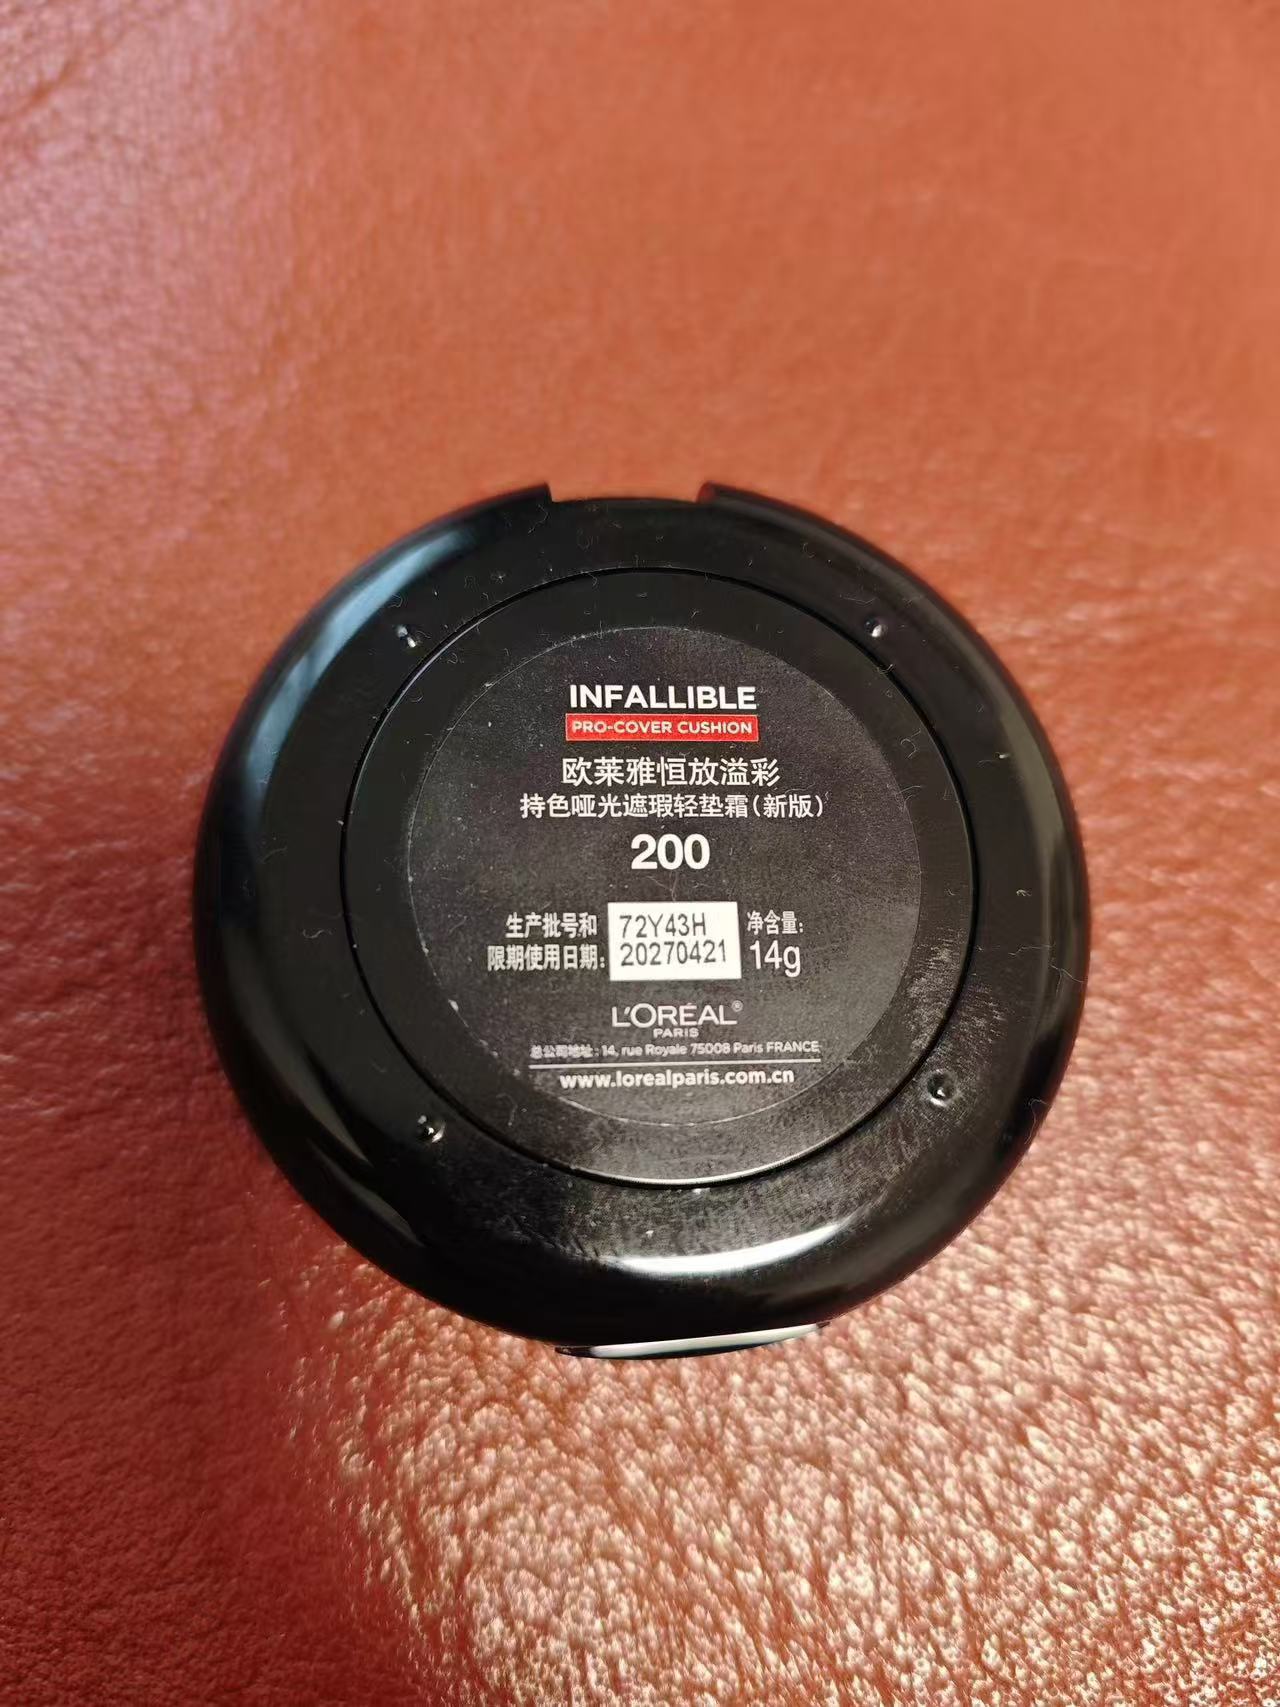 INFALLIBLE
PRO-COVER CUSHION
欧莱雅恒放溢彩
持色哑光遮瑕轻垫霜(新版)
200
生产批号和 72Y43H 净含量:
限期使用日期: 20270421 14g
L'ORÉAL®
PARIS
总公司地址: 14, rue Royale 75008 Paris FRANCE
www.lorealparis.com.cn